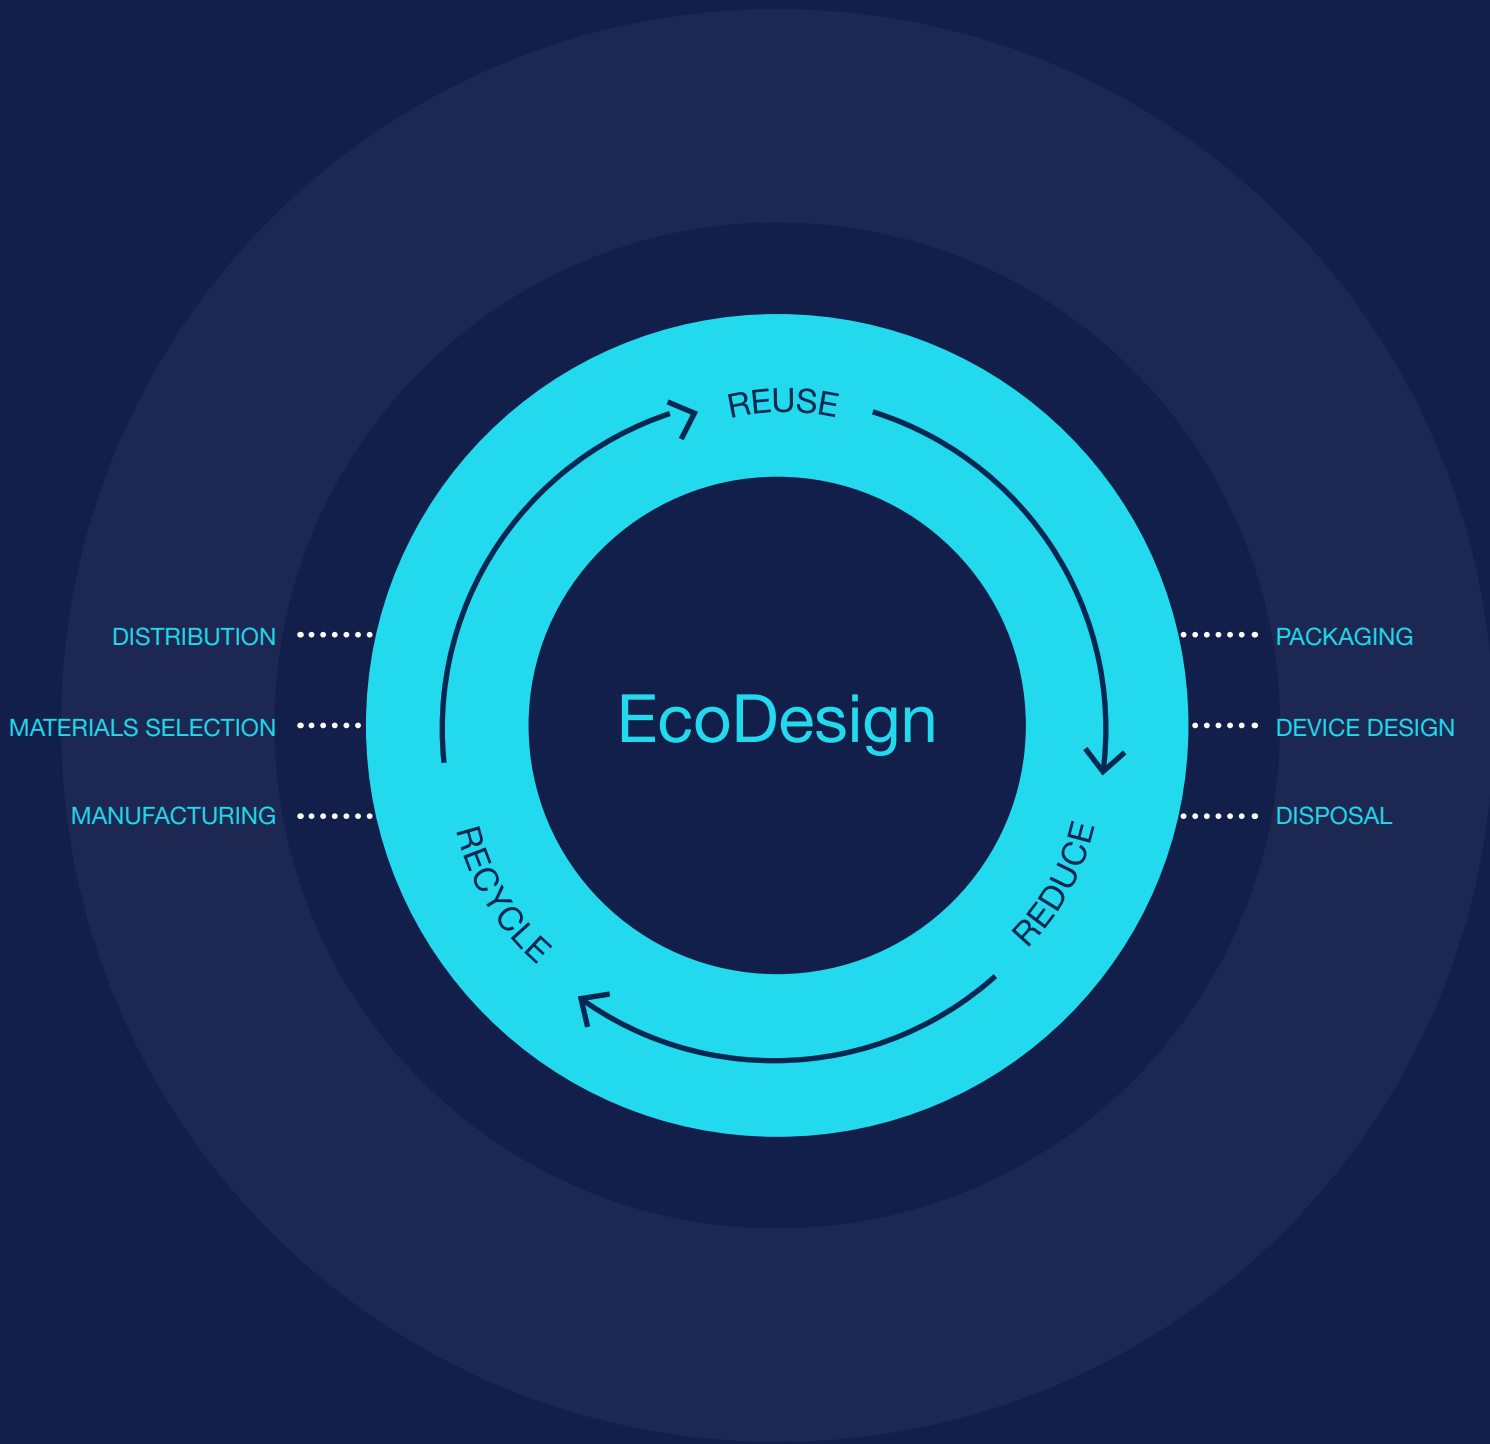 REUSE
DISTRIBUTION
PACKAGING
EcoDesign
MATERIALS SELECTION
DEVICE DESIGN
MANUFACTURING
DISPOSAL
RECYCLE
REDUCE